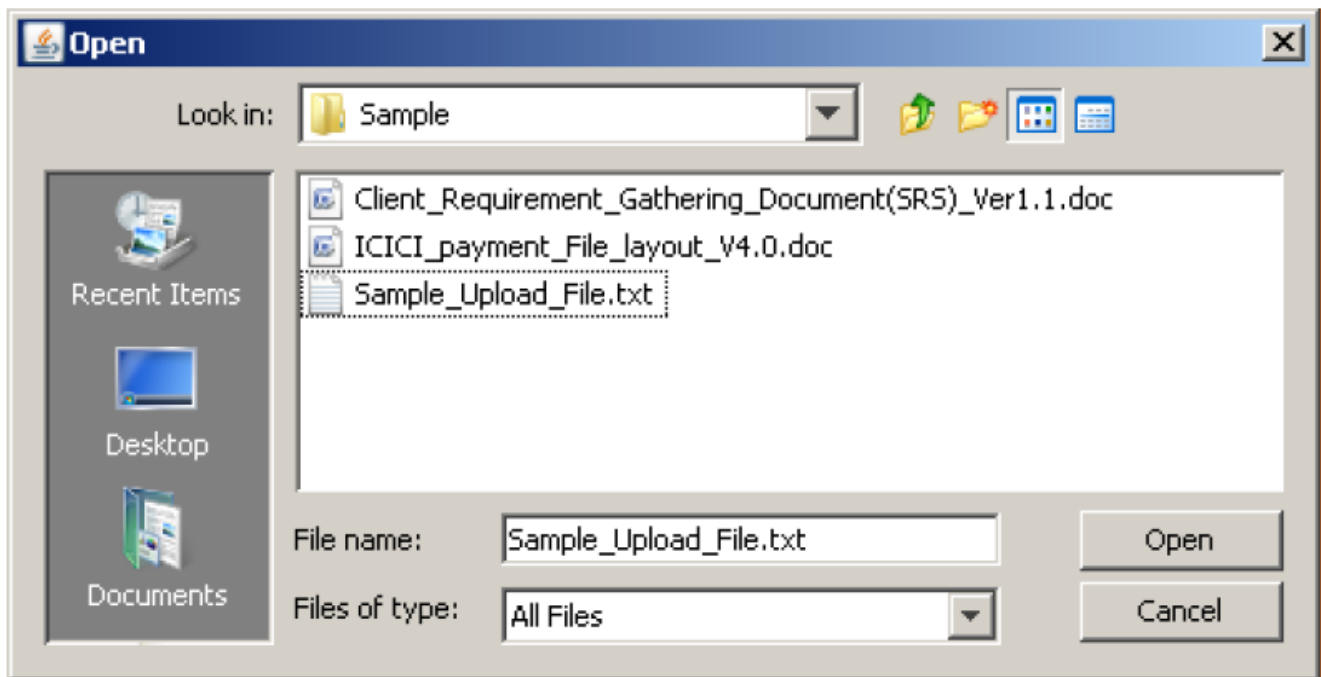 Open
Look in:
Sample
Client_Requirement_Gathering_Document(SRS)_Ver1.1.doc
ICICI_payment_File_layout_V4.0.doc
Sample_Upload_File.txt
Recent Items
Desktop
Documents
File name:
Sample_Upload_File.txt
Open
Files of type:
All Files
Cancel